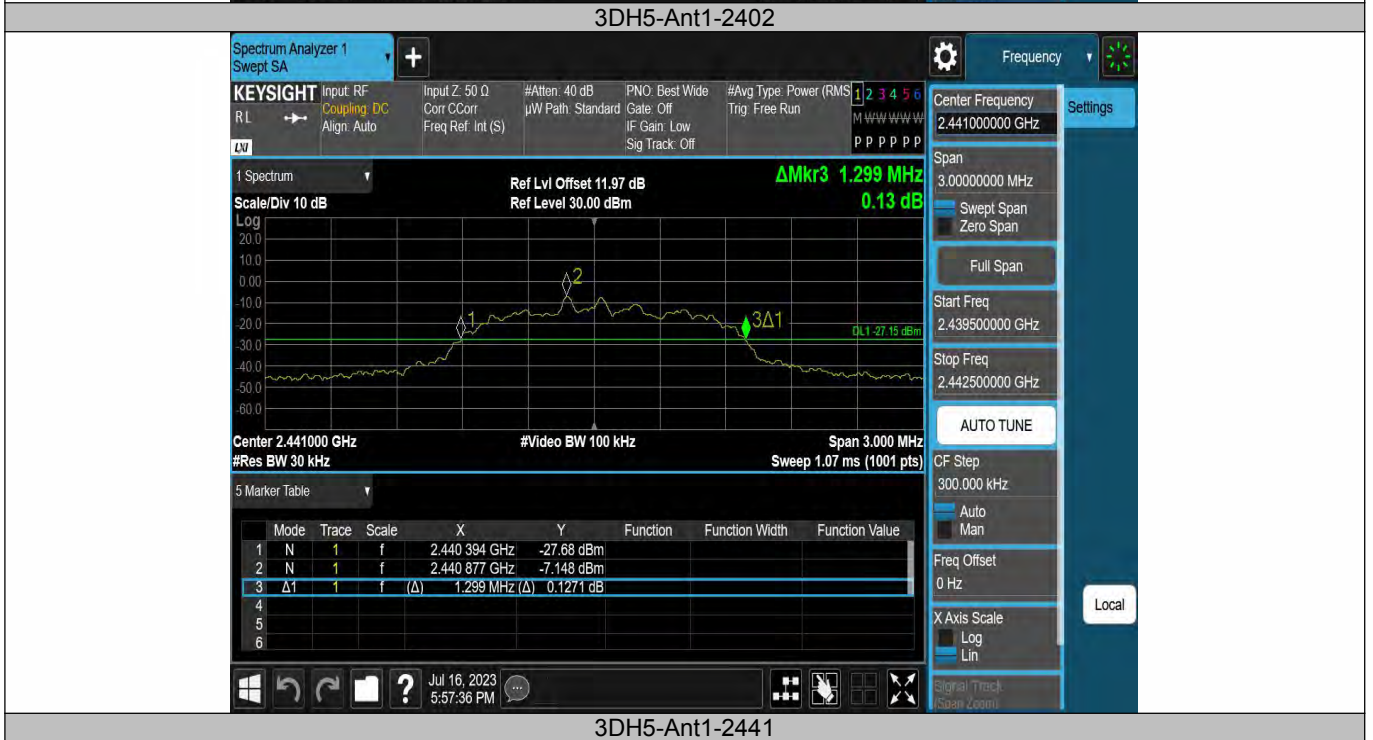 3DH5-Ant1-2402
Spectrum Analyzer 1
Swept SA
Frequency
KEYSIGHT
RL
LXI
Input: RF
Coupling: DC
Align: Auto
Input Z: 50 Ω
Corr CCorr
Freq Ref: Int (S)
#Atten: 40 dB
µW Path: Standard
PNO: Best Wide
Gate: Off
IF Gain: Low
Sig Track: Off
#Avg Type: Power (RMS
Trig: Free Run
1 2 3 4 5 6
M W W W W W
P P P P P P
Center Frequency
2.441000000 GHz
Settings
1 Spectrum
Scale/Div 10 dB
Ref Lvl Offset 11.97 dB
Ref Level 30.00 dBm
ΔMkr3 1.299 MHz
0.13 dB
Span
3.00000000 MHz
Swept Span
Zero Span
Full Span
Start Freq
2.439500000 GHz
Stop Freq
2.442500000 GHz
AUTO TUNE
CF Step
300.000 kHz
Auto
Man
Freq Offset
0 Hz
X Axis Scale
Log
Lin
Signal Track
(Span Zoom)
Local
Log
20.0
10.0
0.00
-10.0
-20.0
-30.0
-40.0
-50.0
-60.0
1
2
3Δ1
DL1 -27.15 dBm
Center 2.441000 GHz
#Video BW 100 kHz
Span 3.000 MHz
#Res BW 30 kHz
Sweep 1.07 ms (1001 pts)
5 Marker Table
Mode Trace Scale X Y Function Function Width Function Value
1 N 1 f 2.440 394 GHz -27.68 dBm
2 N 1 f 2.440 877 GHz -7.148 dBm
3 Δ1 1 f (Δ) 1.299 MHz (Δ) 0.1271 dB
4
5
6
?
Jul 16, 2023
5:57:36 PM
3DH5-Ant1-2441